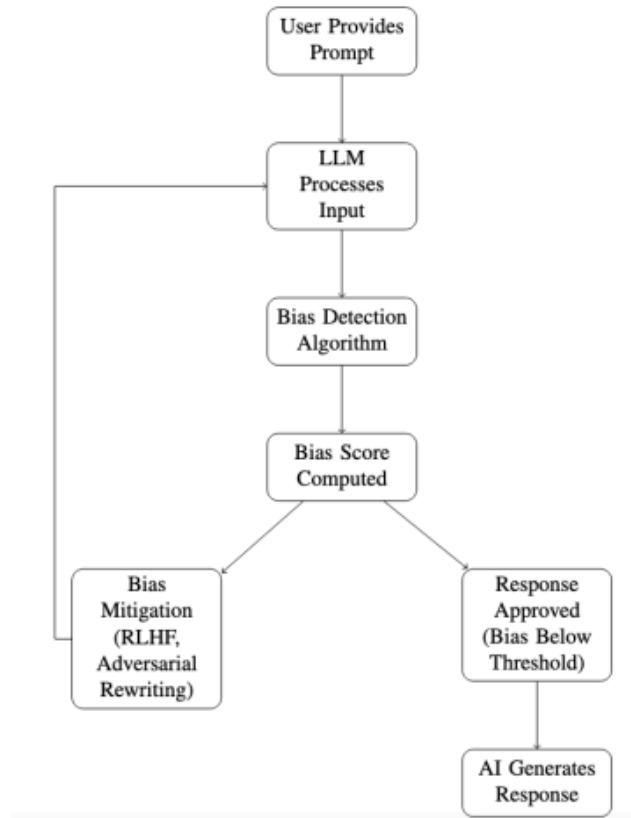 User Provides
Prompt
LLM
Processes
Input
Bias Detection
Algorithm
Bias Score
Computed
Bias
Mitigation
(RLHF,
Adversarial
Rewriting)
Response
Approved
(Bias Below
Threshold)
AI Generates
Response